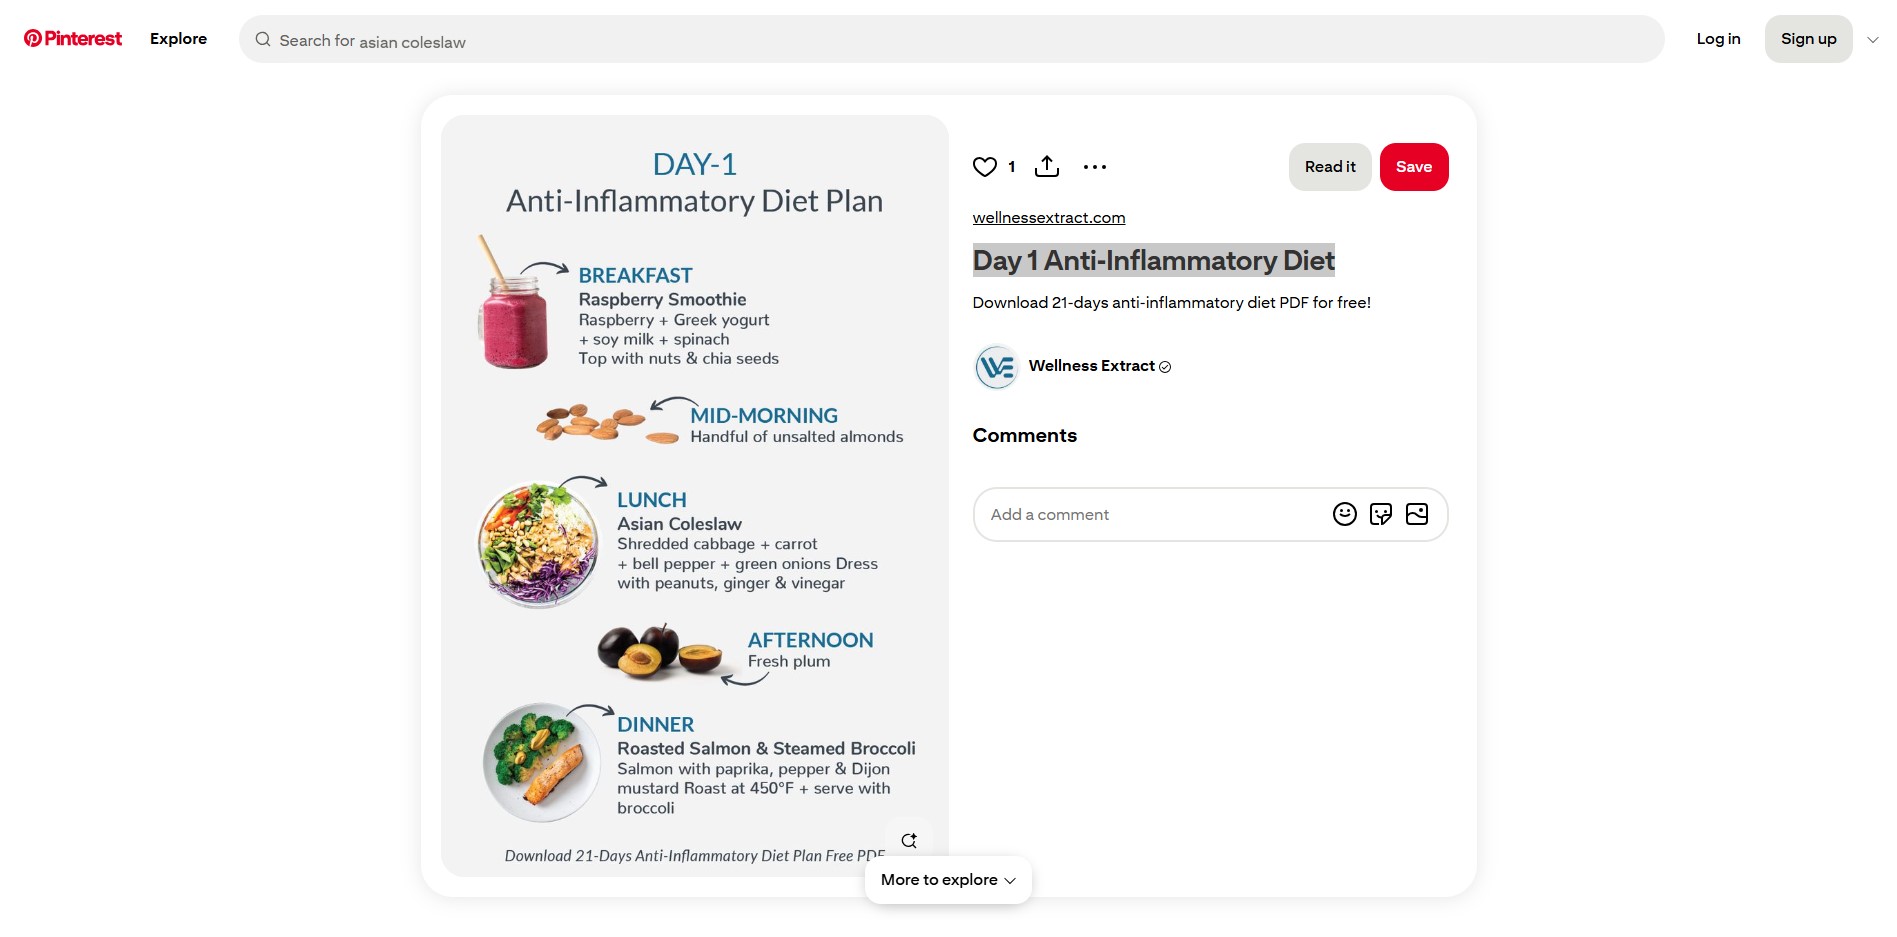 Pinterest
Explore
Search for asian coleslaw
Log in
Sign up
DAY-1
Anti-Inflammatory Diet Plan
BREAKFAST
Raspberry Smoothie
Raspberry + Greek yogurt
+ soy milk + spinach
Top with nuts & chia seeds
MID-MORNING
Handful of unsalted almonds
LUNCH
Asian Coleslaw
Shredded cabbage + carrot
+ bell pepper + green onions Dress
with peanuts, ginger & vinegar
AFTERNOON
Fresh plum
DINNER
Roasted Salmon & Steamed Broccoli
Salmon with paprika, pepper & Dijon
mustard Roast at 450°F + serve with
broccoli
Download 21-Days Anti-Inflammatory Diet Plan Free PDF
1
Read it
Save
wellnessextract.com
Day 1 Anti-Inflammatory Diet
Download 21-days anti-inflammatory diet PDF for free!
WE
Wellness Extract
Comments
Add a comment
More to explore